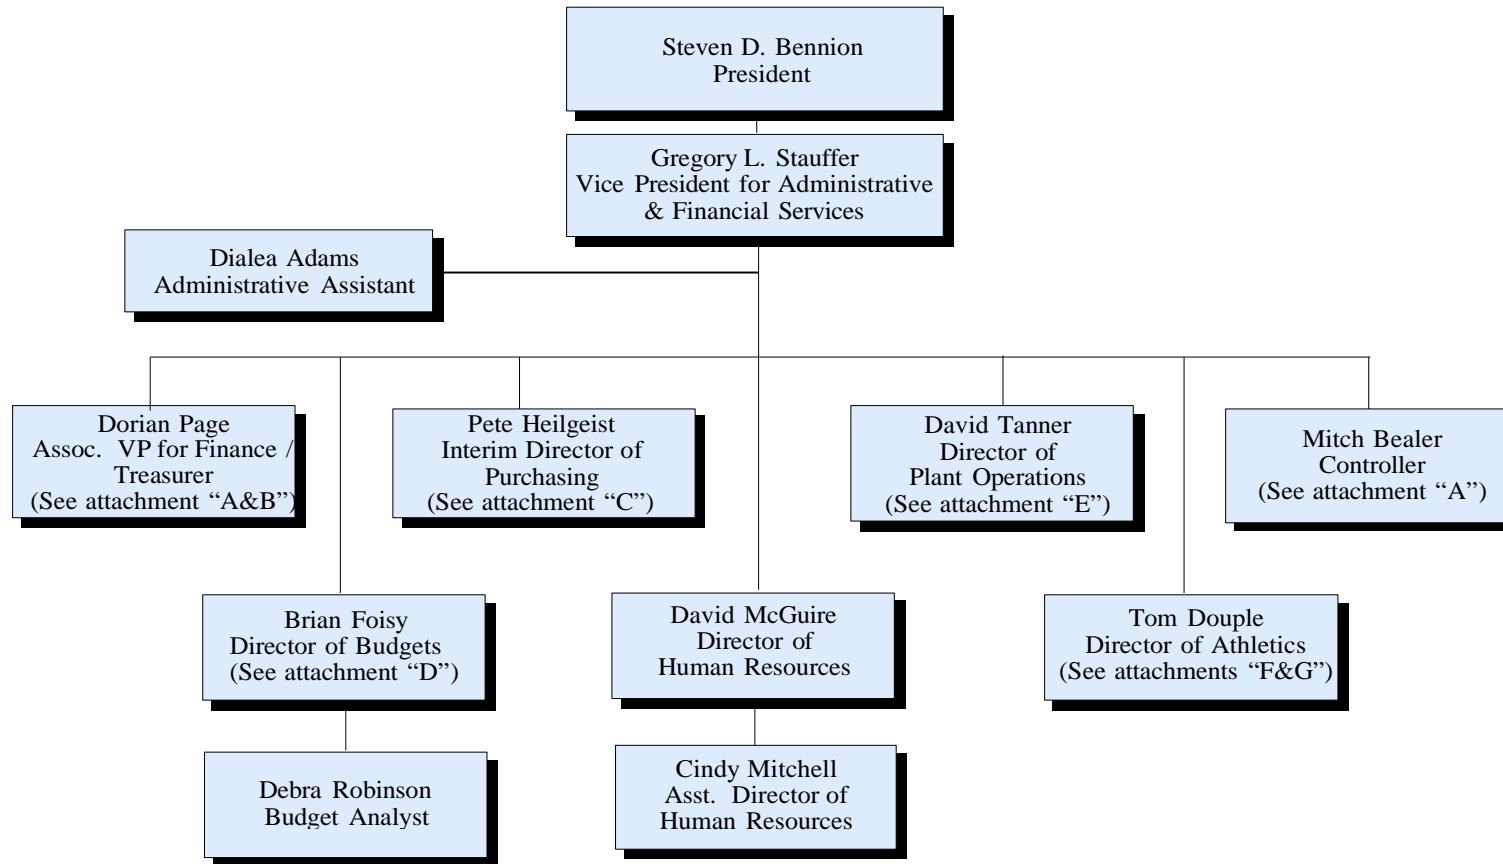 Steven D. Bennion
President
Gregory L. Stauffer
Vice President for Administrative
& Financial Services
Dialea Adams
Administrative Assistant
Dorian Page
Assoc. VP for Finance /
Treasurer
(See attachment “A&B”)
Pete Heilgeist
Interim Director of
Purchasing
(See attachment “C”)
David Tanner
Director of
Plant Operations
(See attachment “E”)
Mitch Bealer
Controller
(See attachment “A”)
Brian Foisy
Director of Budgets
(See attachment “D”)
David McGuire
Director of
Human Resources
Tom Douple
Director of Athletics
(See attachments “F&G”)
Debra Robinson
Budget Analyst
Cindy Mitchell
Asst. Director of
Human Resources